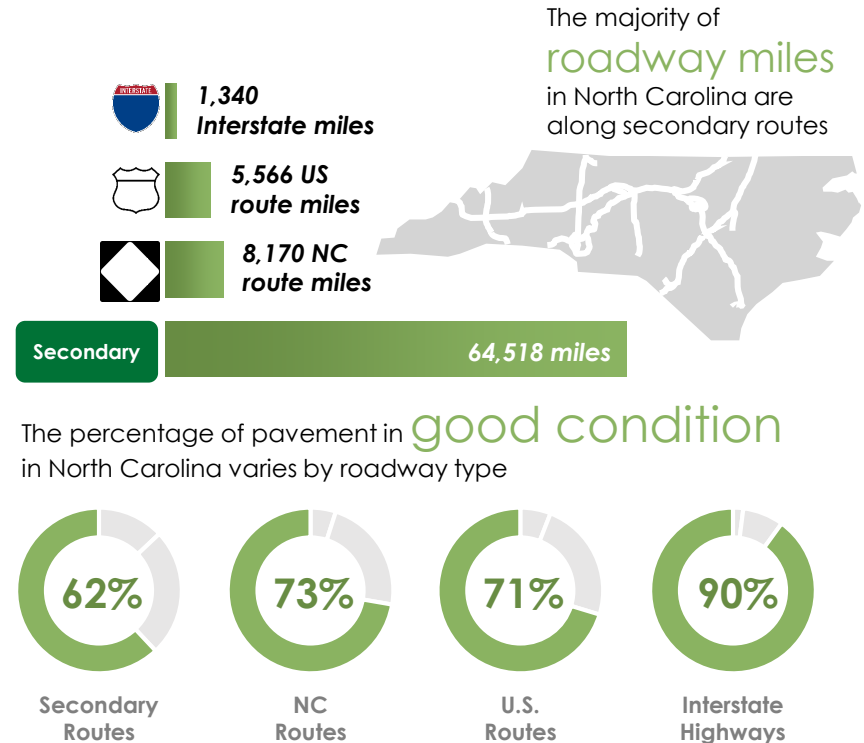 The majority of
roadway miles
in North Carolina are
along secondary routes
INTERSTATE
1,340
Interstate miles
5,566 US
route miles
8,170 NC
route miles
Secondary
64,518 miles
The percentage of pavement in good condition
in North Carolina varies by roadway type
62%
73%
71%
90%
Secondary
Routes
NC
Routes
U.S.
Routes
Interstate
Highways